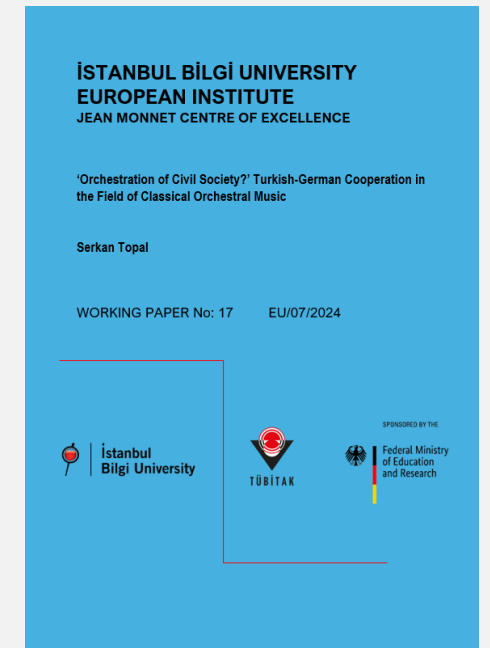 İSTANBUL BİLGİ UNIVERSITY
EUROPEAN INSTITUTE
JEAN MONNET CENTRE OF EXCELLENCE
‘Orchestration of Civil Society?’ Turkish-German Cooperation in
the Field of Classical Orchestral Music
Serkan Topal
WORKING PAPER No: 17 EU/07/2024
İstanbul
Bilgi University
TÜBİTAK
SPONSORED BY THE
Federal Ministry
of Education
and Research